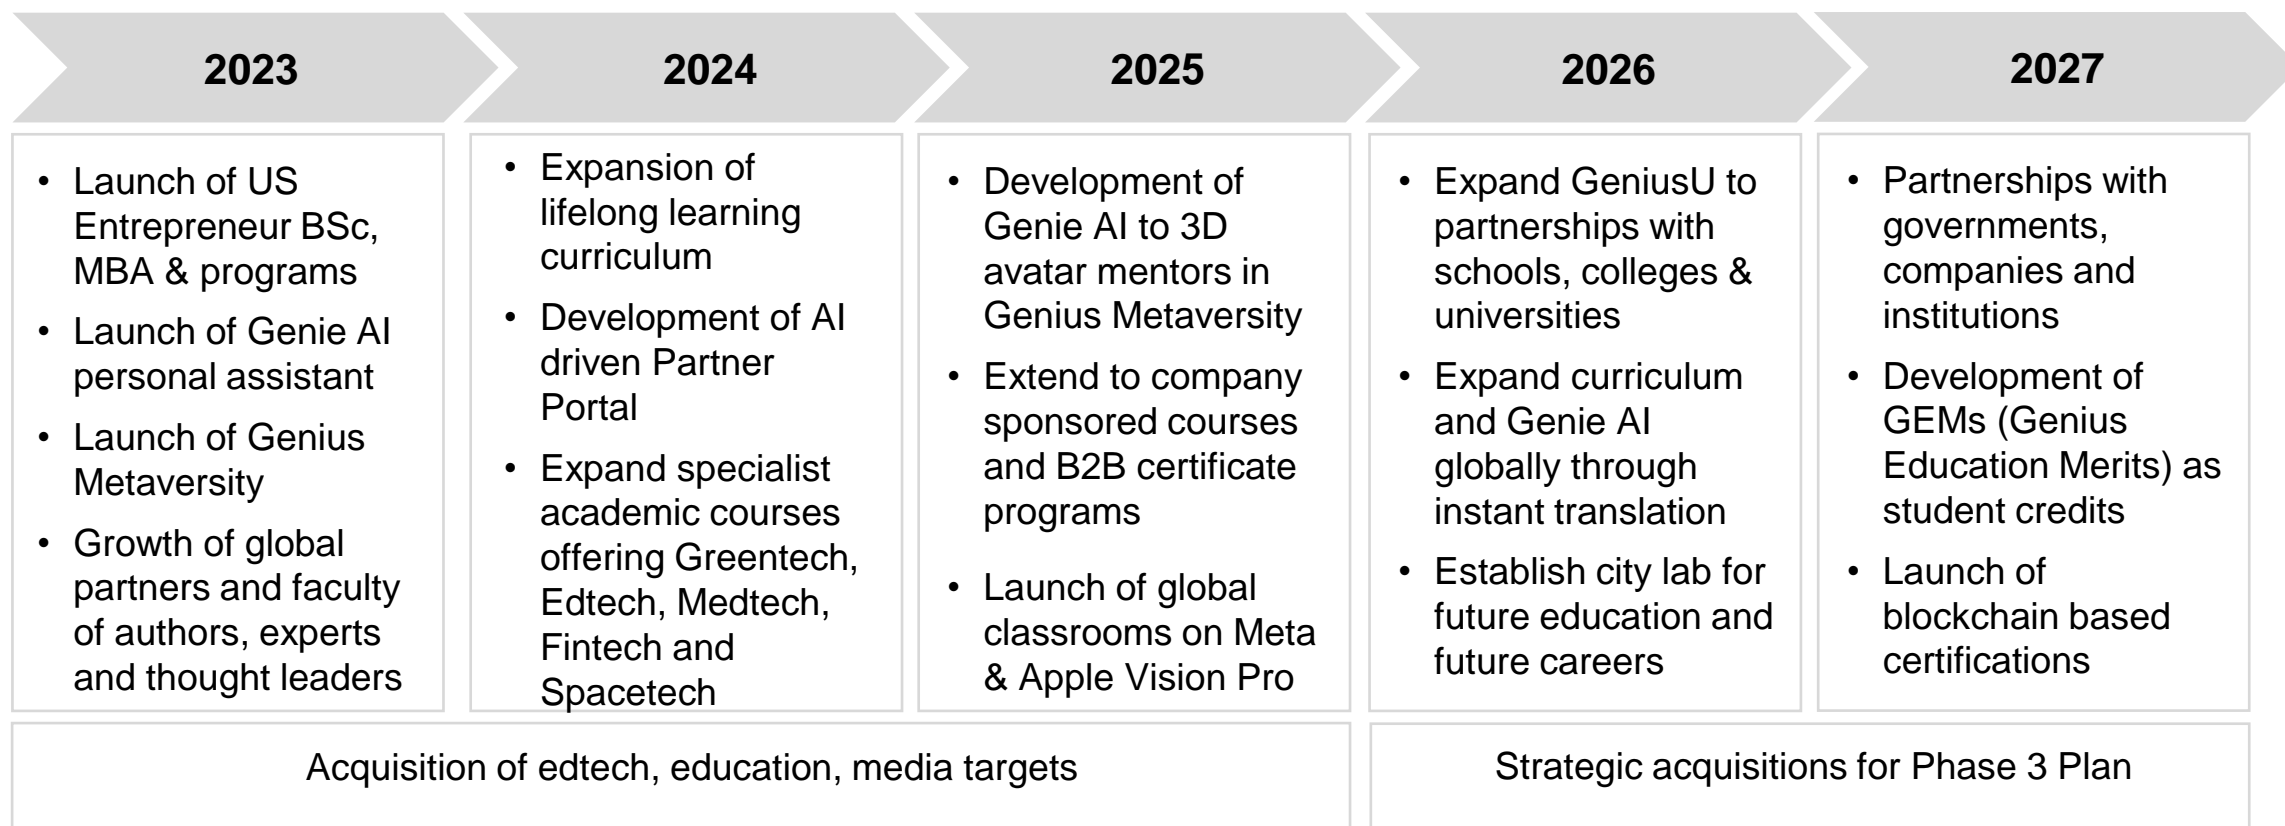 2023
2024
2025
2026
2027
• Launch of US
Entrepreneur BSc,
MBA & programs
• Launch of Genie AI
personal assistant
• Launch of Genius
Metaversity
• Growth of global
partners and faculty
of authors, experts
and thought leaders
• Expansion of
lifelong learning
curriculum
• Development of AI
driven Partner
Portal
• Expand specialist
academic courses
offering Greentech,
Edtech, Medtech,
Fintech and
Spacetech
• Development of
Genie AI to 3D
avatar mentors in
Genius Metaversity
• Extend to company
sponsored courses
and B2B certificate
programs
• Launch of global
classrooms on Meta
& Apple Vision Pro
• Expand GeniusU to
partnerships with
schools, colleges &
universities
• Expand curriculum
and Genie AI
globally through
instant translation
• Establish city lab for
future education and
future careers
• Partnerships with
governments,
companies and
institutions
• Development of
GEMs (Genius
Education Merits) as
student credits
• Launch of
blockchain based
certifications
Acquisition of edtech, education, media targets
Strategic acquisitions for Phase 3 Plan